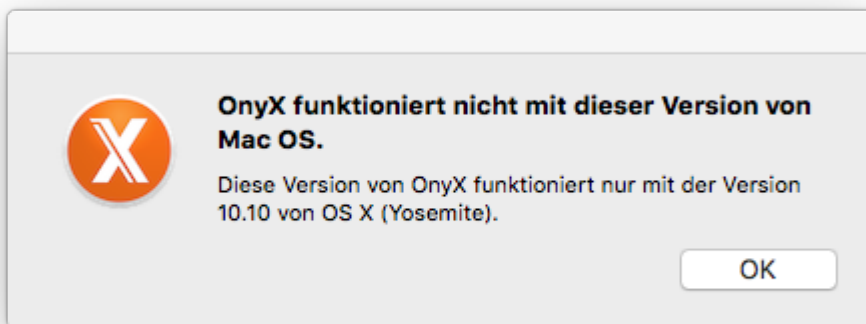 OnyX funktioniert nicht mit dieser Version von
Mac OS.
Diese Version von OnyX funktioniert nur mit der Version
10.10 von OS X (Yosemite).
OK